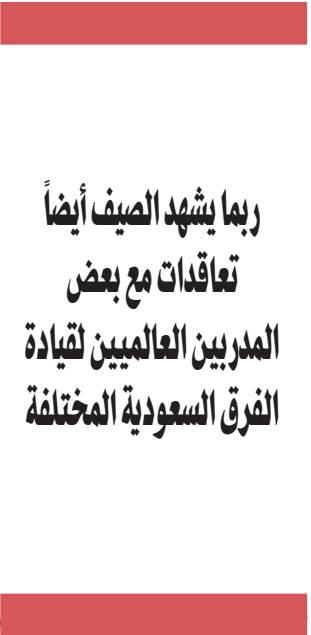 ربما يشهد الصيف أيضاً
تعاقدات مع بعض
المدربين العالميين لقيادة
الفرق السعودية المختلفة